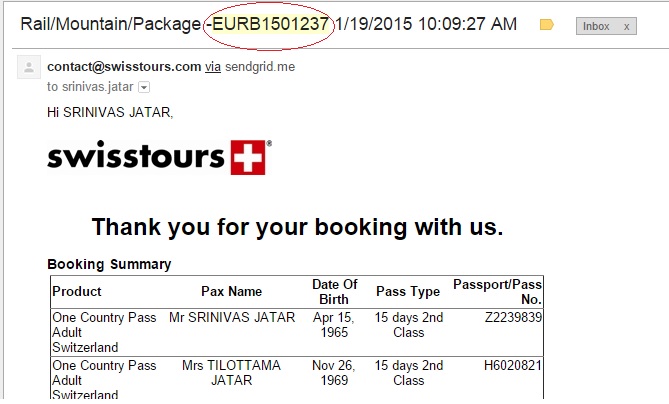 Rail/Mountain/Package -EURB1501237 1/19/2015 10:09:27 AM Inbox x
contact@swisstours.com via sendgrid.me
to srinivas.jatar
Hi SRINIVAS JATAR,
swisstours®
Thank you for your booking with us.
Booking Summary
Product Pax Name Date Of Birth Pass Type Passport/Pass No.
One Country Pass Adult Switzerland Mr SRINIVAS JATAR Apr 15, 1965 15 days 2nd Class Z2239839
One Country Pass Adult Switzerland Mrs TILOTTAMA JATAR Nov 26, 1969 15 days 2nd Class H6020821